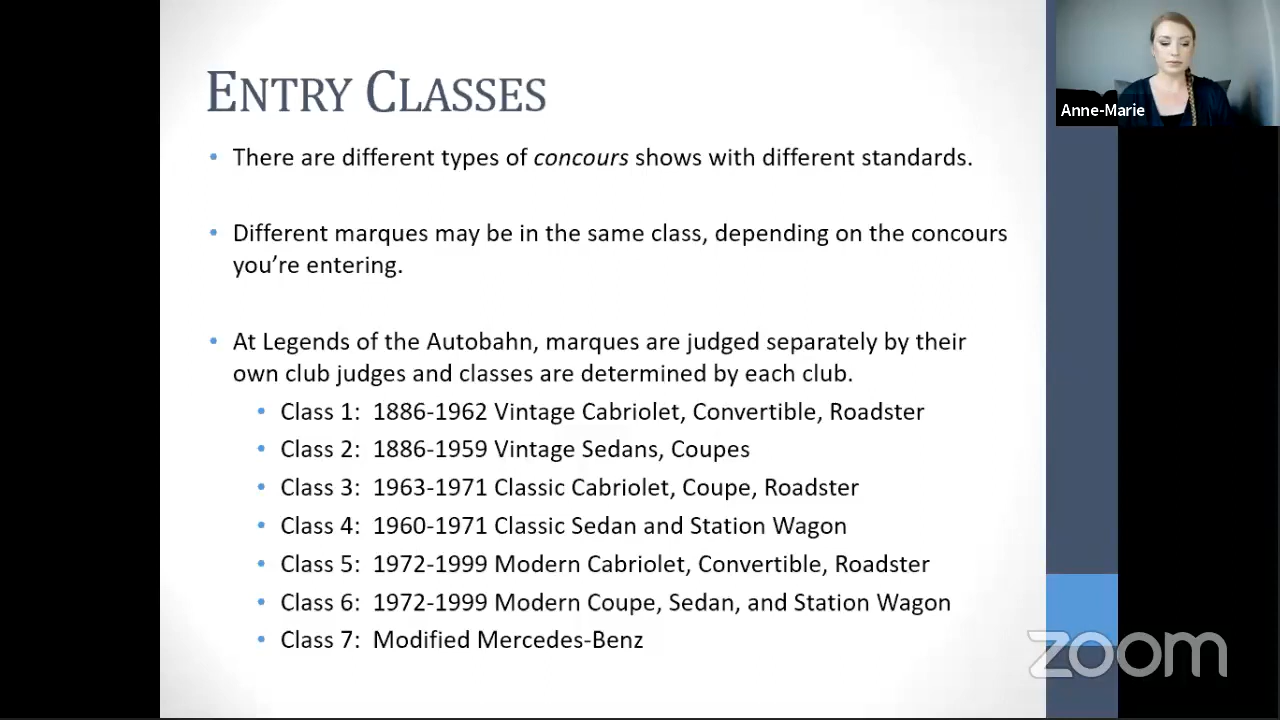 ENTRY CLASSES
Anne-Marie
• There are different types of concours shows with different standards.
• Different marques may be in the same class, depending on the concours
you’re entering.
• At Legends of the Autobahn, marques are judged separately by their
own club judges and classes are determined by each club.
• Class 1: 1886-1962 Vintage Cabriolet, Convertible, Roadster
• Class 2: 1886-1959 Vintage Sedans, Coupes
• Class 3: 1963-1971 Classic Cabriolet, Coupe, Roadster
• Class 4: 1960-1971 Classic Sedan and Station Wagon
• Class 5: 1972-1999 Modern Cabriolet, Convertible, Roadster
• Class 6: 1972-1999 Modern Coupe, Sedan, and Station Wagon
• Class 7: Modified Mercedes-Benz
zoom